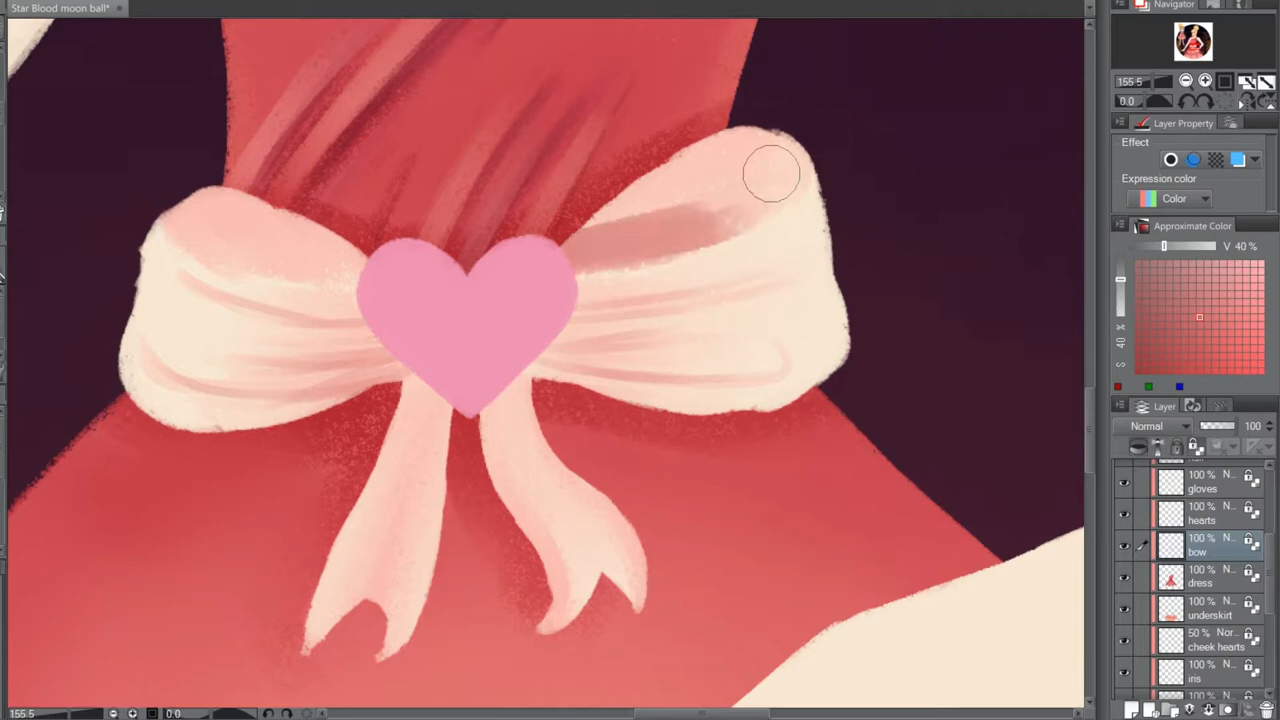 Star Blood moon ball*
Navigator
155.5
0.0
Layer Property
Effect
Expression color
Color
Approximate Color
V 40 %
40
S
Layer
Normal
100
100 % N...
gloves
100 % N...
hearts
100 % N...
bow
100 % N...
dress
100 % N...
underskirt
50 % Nor...
cheek hearts
100 % N...
iris
155.5
0.0